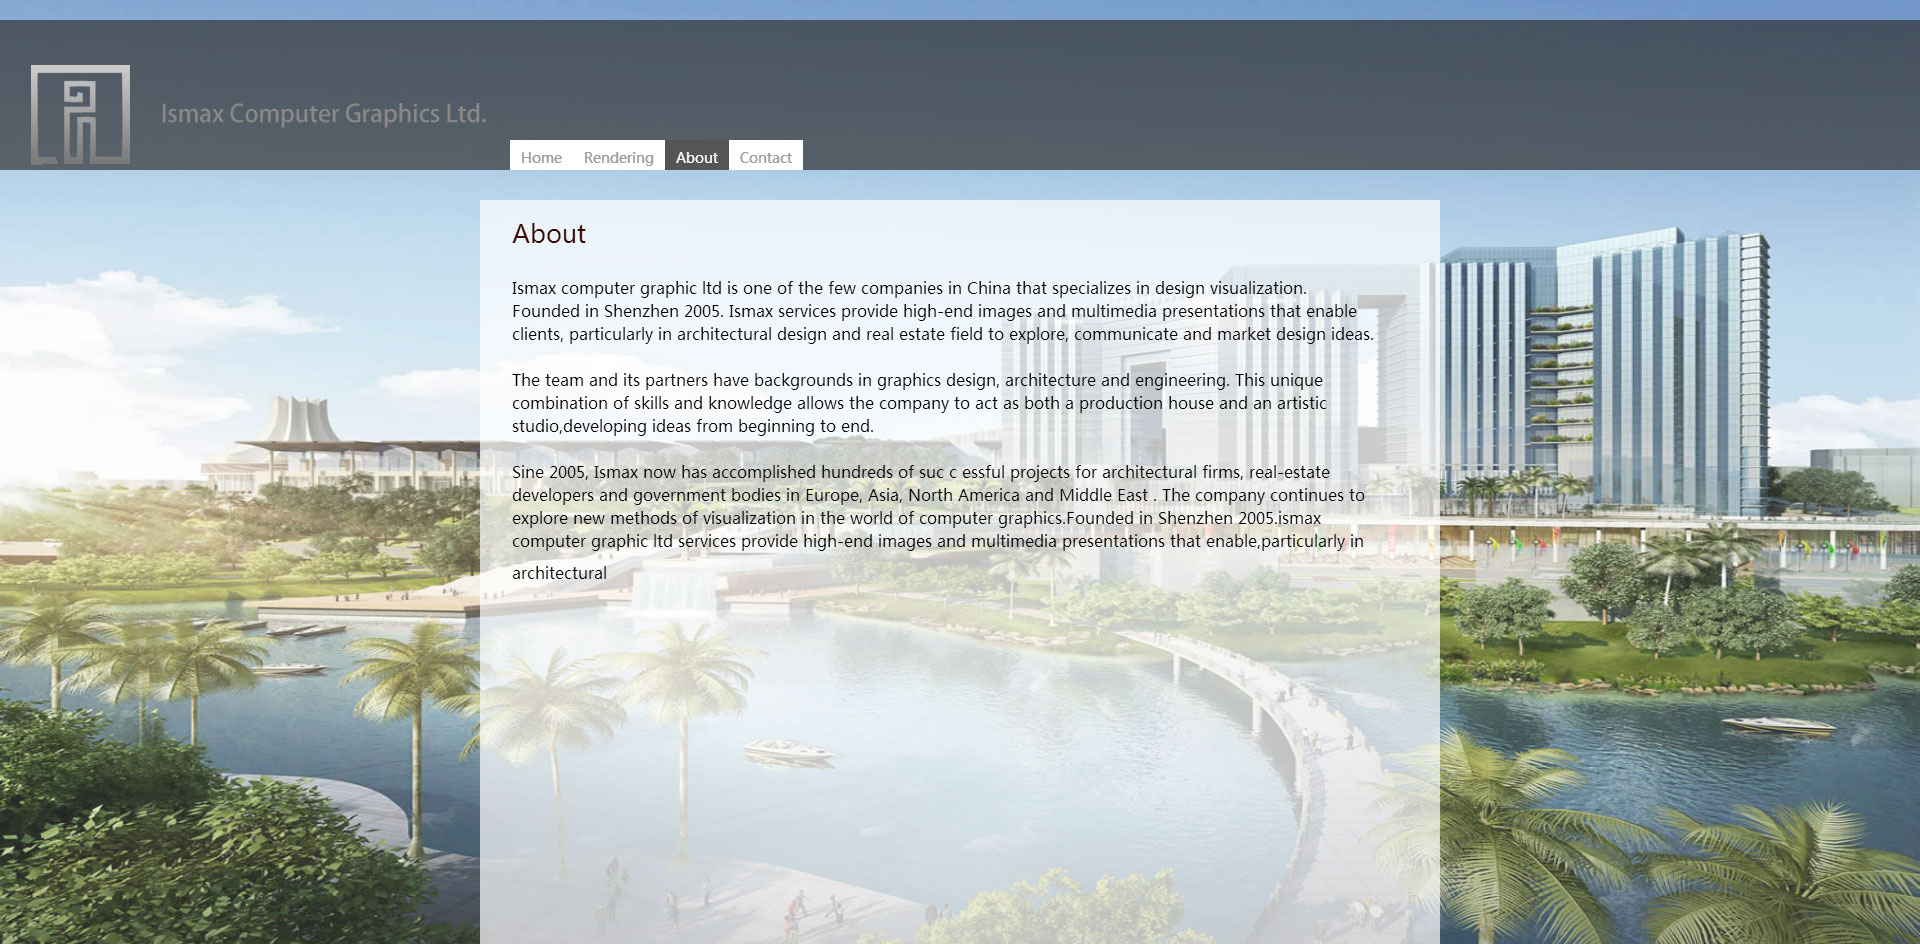 Ismax Computer Graphics Ltd.
Home Rendering About Contact
About
Ismax computer graphic ltd is one of the few companies in China that specializes in design visualization.
Founded in Shenzhen 2005. Ismax services provide high-end images and multimedia presentations that enable
clients, particularly in architectural design and real estate field to explore, communicate and market design ideas.
The team and its partners have backgrounds in graphics design, architecture and engineering. This unique
combination of skills and knowledge allows the company to act as both a production house and an artistic
studio,developing ideas from beginning to end.
Sine 2005, Ismax now has accomplished hundreds of suc c essful projects for architectural firms, real-estate
developers and government bodies in Europe, Asia, North America and Middle East . The company continues to
explore new methods of visualization in the world of computer graphics.Founded in Shenzhen 2005.ismax
computer graphic ltd services provide high-end images and multimedia presentations that enable,particularly in
architectural